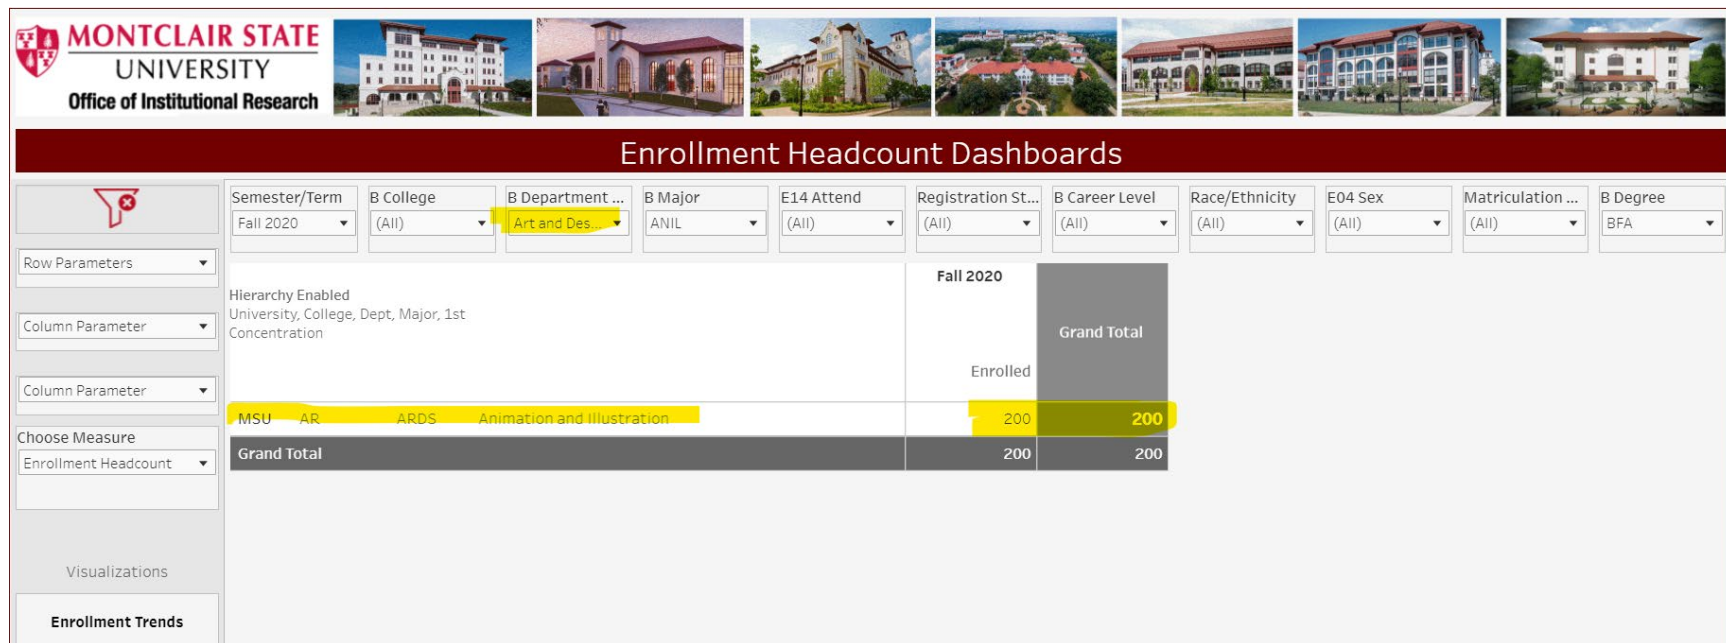 MONTCLAIR STATE
UNIVERSITY
Office of Institutional Research
Enrollment Headcount Dashboards
Semester/Term
Fall 2020
B College
(All)
B Department ...
Art and Des...
B Major
ANIL
E14 Attend
(All)
Registration St...
(All)
B Career Level
(All)
Race/Ethnicity
(All)
E04 Sex
(All)
Matriculation ...
(All)
B Degree
BFA
Row Parameters
Column Parameter
Column Parameter
Choose Measure
Enrollment Headcount
Visualizations
Enrollment Trends
Hierarchy Enabled
University, College, Dept, Major, 1st
Concentration
Fall 2020
Enrolled
Grand Total
MSU AR ARDS Animation and Illustration 200 200
Grand Total 200 200